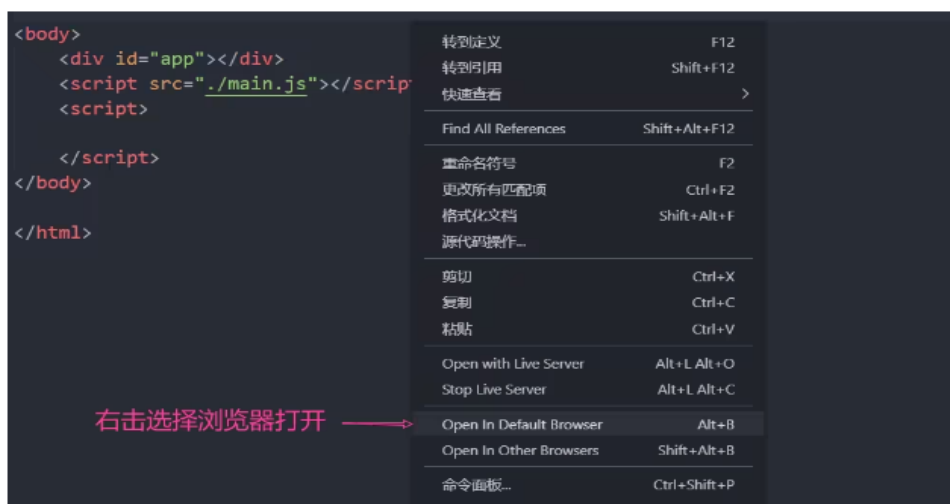 <body>
<div id="app"></div>
<script src="./main.js"></scrip
<script>
</script>
</body>
</html>
转到定义 F12
转到引用 Shift+F12
快速查看 >
Find All References Shift+Alt+F12
重命名符号 F2
更改所有匹配项 Ctrl+F2
格式化文档 Shift+Alt+F
源代码操作...
剪切 Ctrl+X
复制 Ctrl+C
粘贴 Ctrl+V
Open with Live Server Alt+L Alt+O
Stop Live Server Alt+L Alt+C
右击选择浏览器打开
Open In Default Browser Alt+B
Open In Other Browsers Shift+Alt+B
命令面板... Ctrl+Shift+P